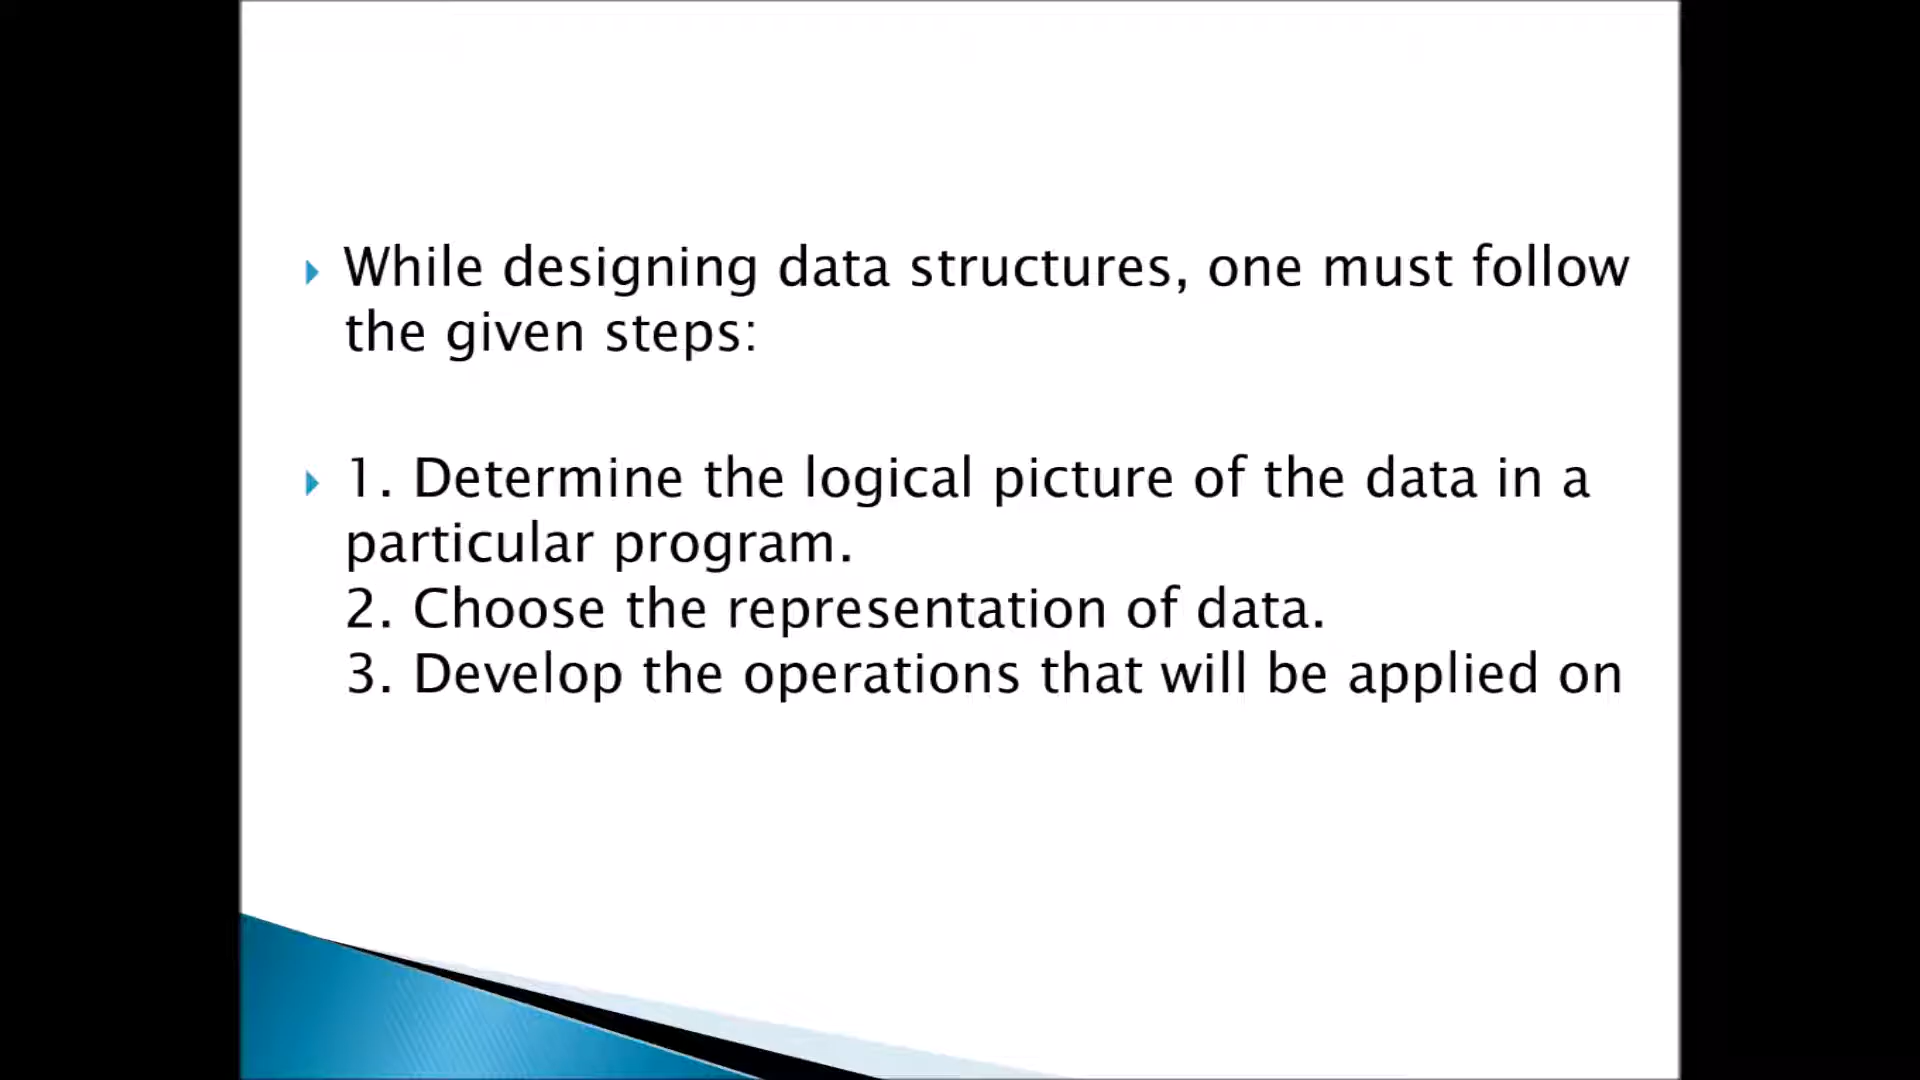 While designing data structures, one must follow
the given steps:
1. Determine the logical picture of the data in a
particular program.
2. Choose the representation of data.
3. Develop the operations that will be applied on